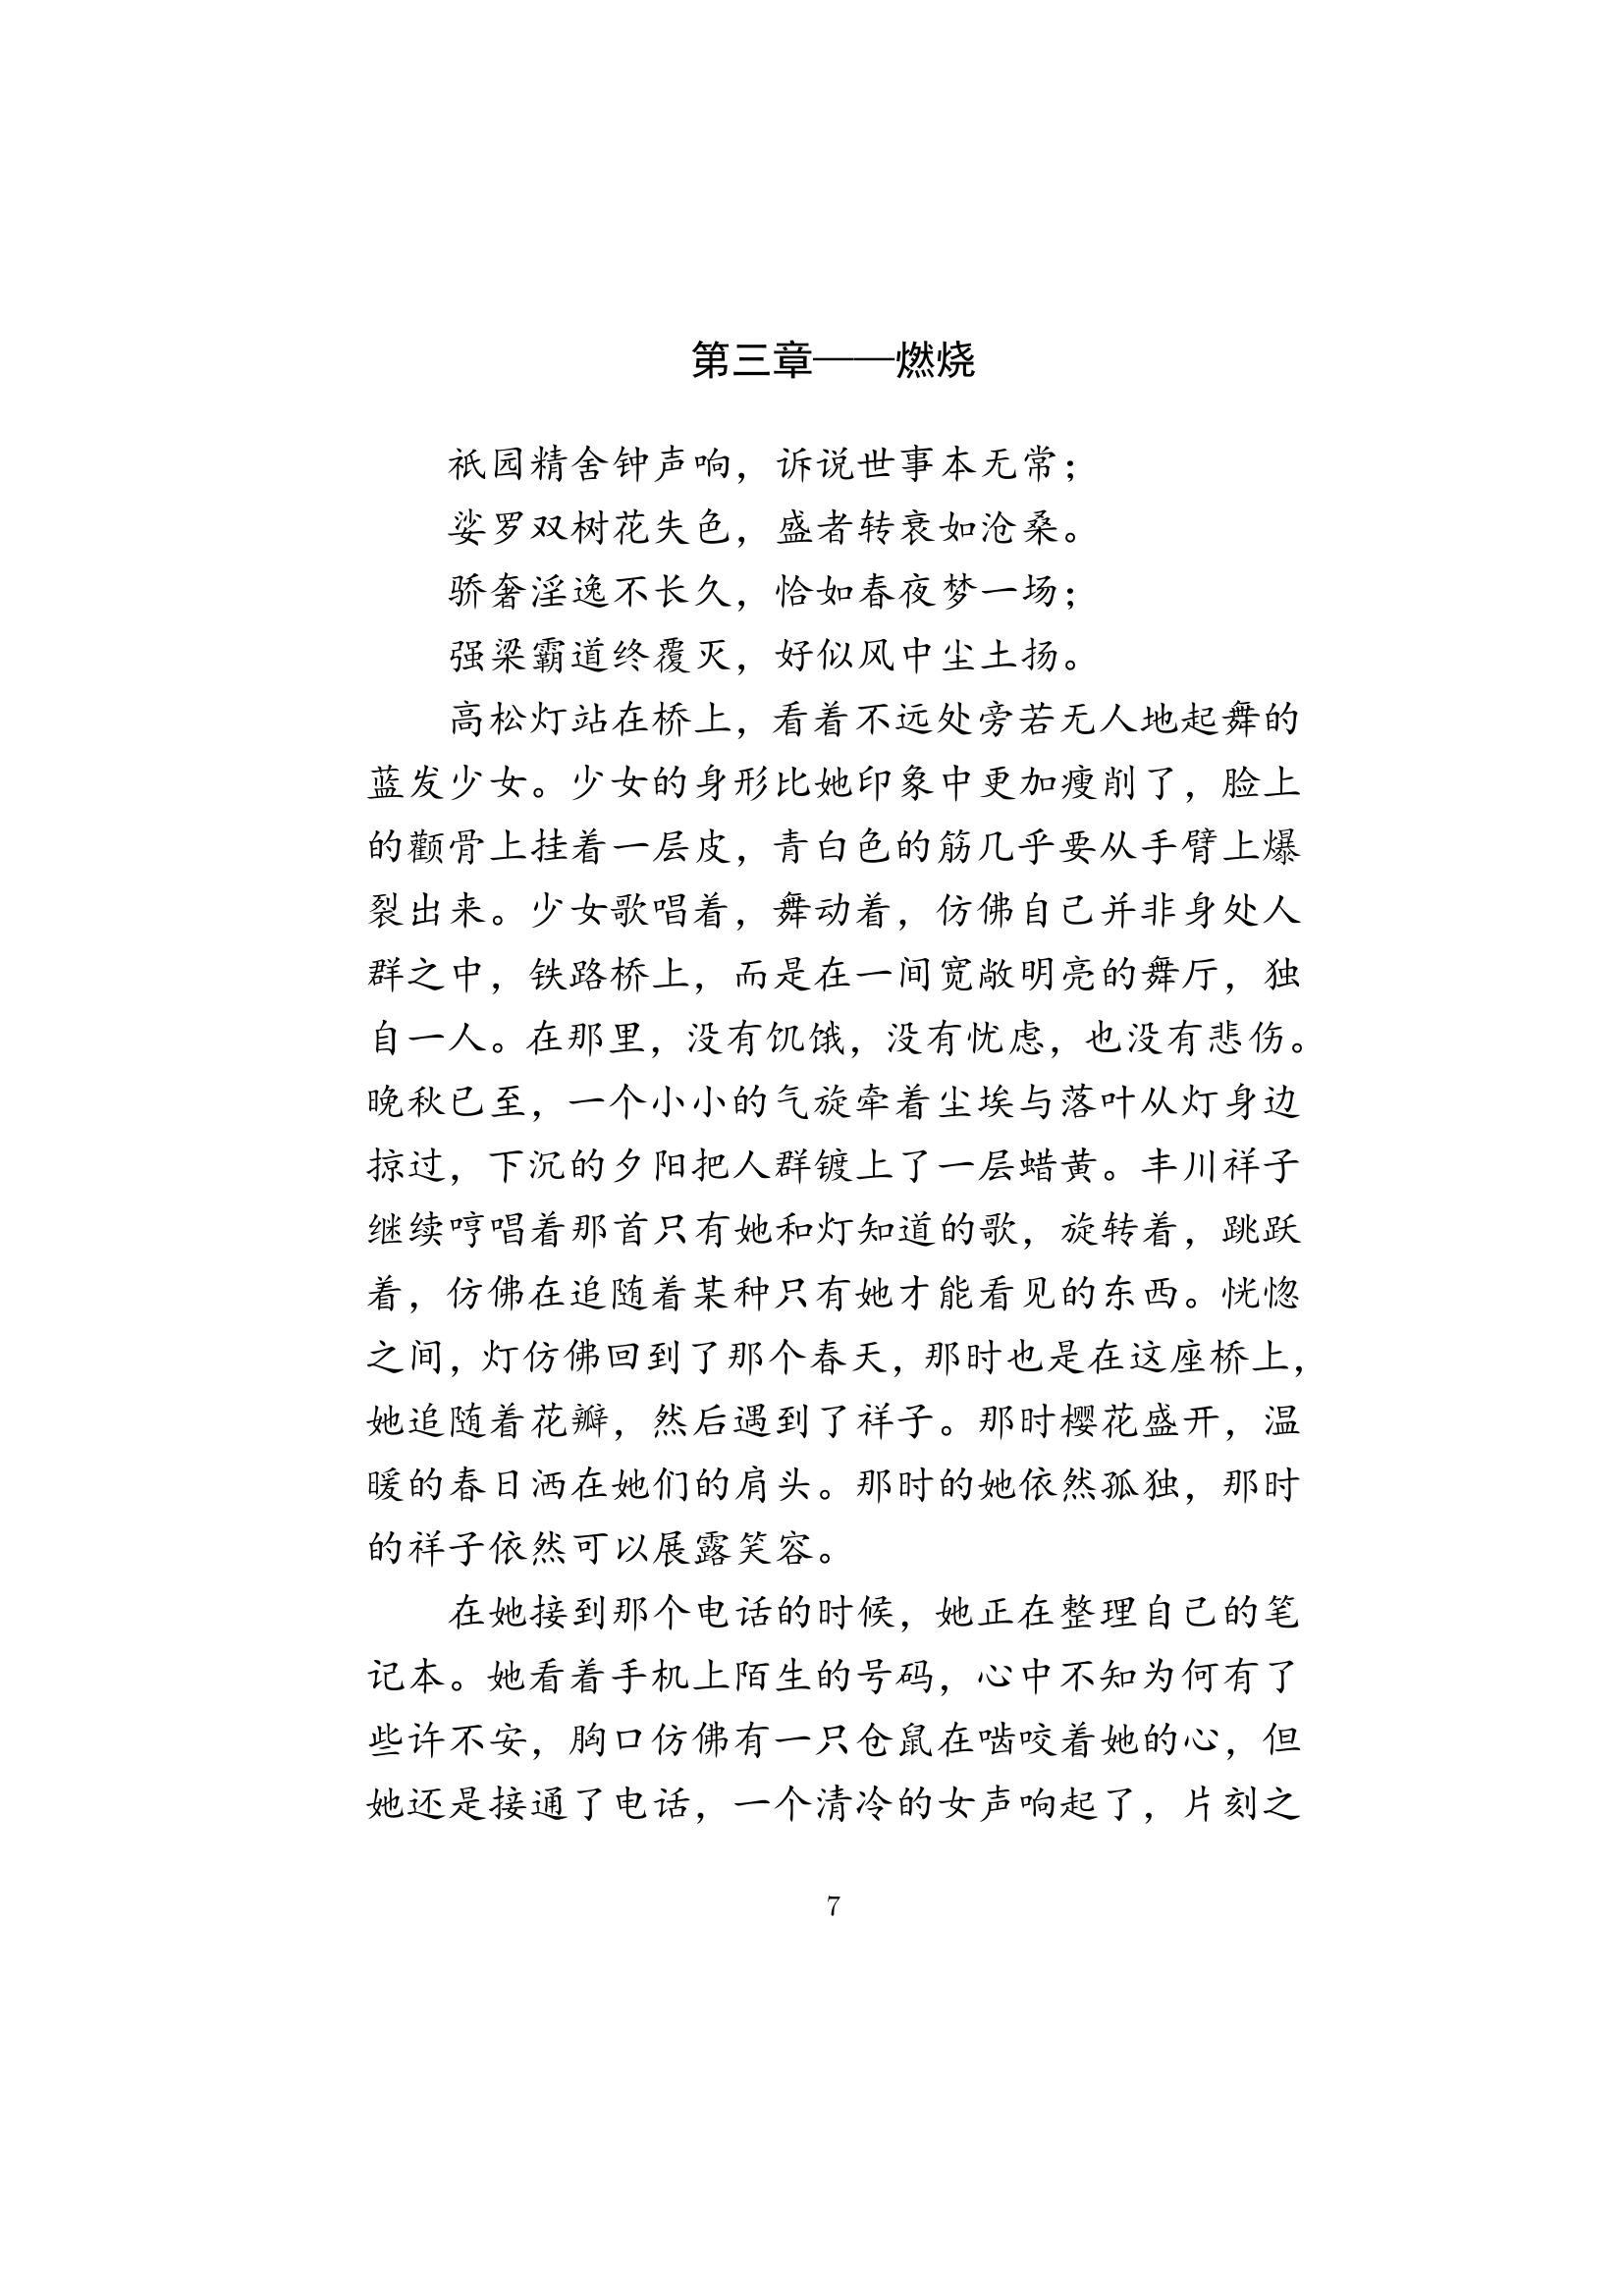 第三章——燃烧
祇园精舍钟声响，诉说世事本无常；
娑罗双树花失色，盛者转衰如沧桑。
骄奢淫逸不长久，恰如春夜梦一场；
强梁霸道终覆灭，好似风中尘土扬。
高松灯站在桥上，看着不远处旁若无人地起舞的
蓝发少女。少女的身形比她印象中更加瘦削了，脸上
的颧骨上挂着一层皮，青白色的筋几乎要从手臂上爆
裂出来。少女歌唱着，舞动着，仿佛自己并非身处人
群之中，铁路桥上，而是在一间宽敞明亮的舞厅，独
自一人。在那里，没有饥饿，没有忧虑，也没有悲伤。
晚秋已至，一个小小的气旋牵着尘埃与落叶从灯身边
掠过，下沉的夕阳把人群镀上了一层蜡黄。丰川祥子
继续哼唱着那首只有她和灯知道的歌，旋转着，跳跃
着，仿佛在追随着某种只有她才能看见的东西。恍惚
之间，灯仿佛回到了那个春天，那时也是在这座桥上，
她追随着花瓣，然后遇到了祥子。那时樱花盛开，温
暖的春日洒在她们的肩头。那时的她依然孤独，那时
的祥子依然可以展露笑容。
在她接到那个电话的时候，她正在整理自己的笔
记本。她看着手机上陌生的号码，心中不知为何有了
些许不安，胸口仿佛有一只仓鼠在啮咬着她的心，但
她还是接通了电话，一个清冷的女声响起了，片刻之
7